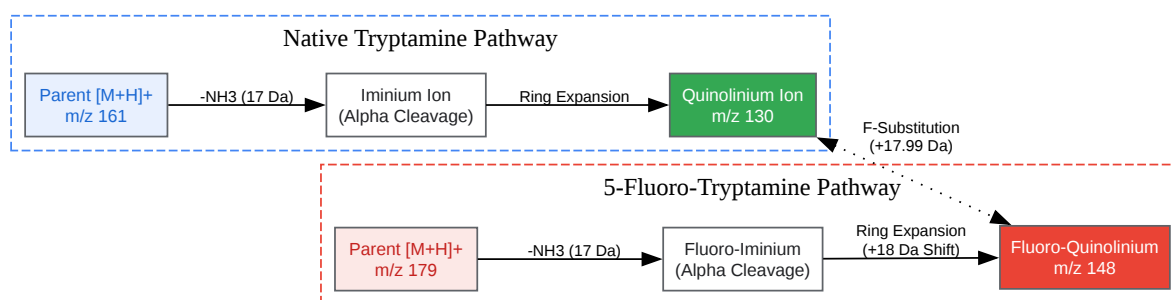 Native Tryptamine Pathway
Parent [M+H]+
m/z 161
-NH3 (17 Da)
Iminium Ion
(Alpha Cleavage)
Ring Expansion
Quinolinium Ion
m/z 130
F-Substitution
(+17.99 Da)
5-Fluoro-Tryptamine Pathway
Parent [M+H]+
m/z 179
-NH3 (17 Da)
Fluoro-Iminium
(Alpha Cleavage)
Ring Expansion
(+18 Da Shift)
Fluoro-Quinolinium
m/z 148